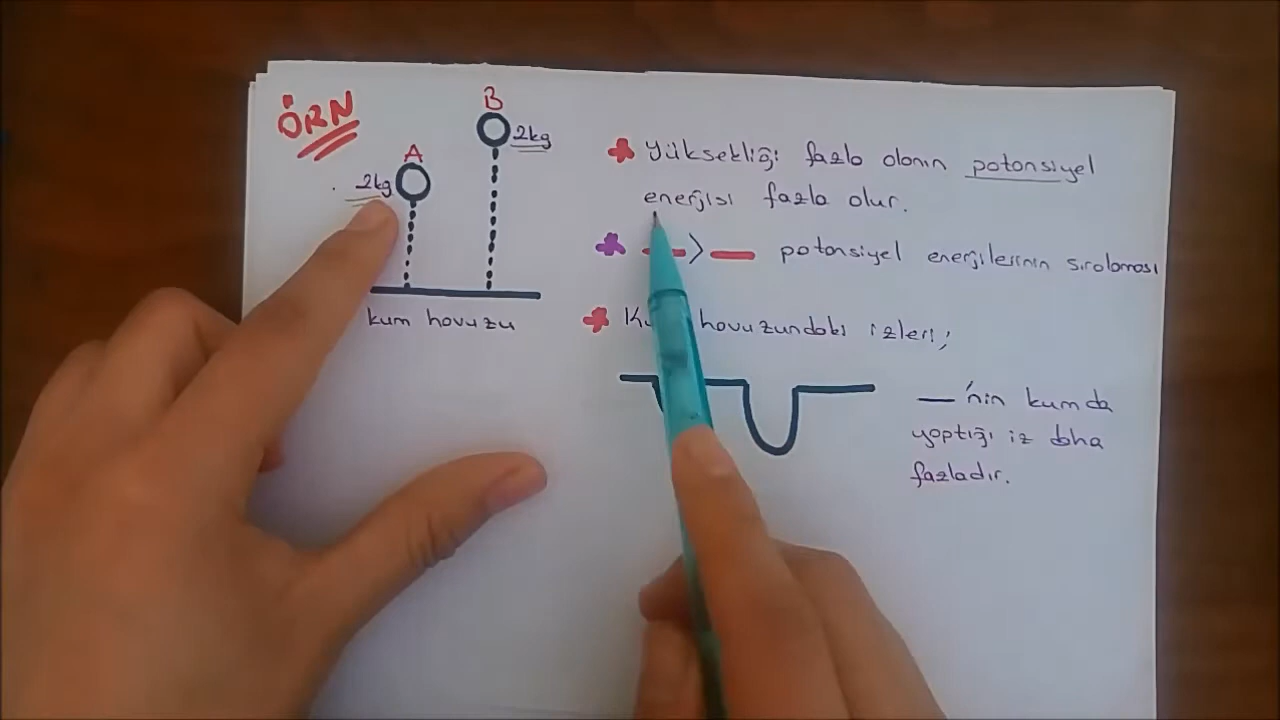 ÖRN
A
2kg
B
2kg
kum havuzu
Yüksekliği fazla olanın potansiyel
enerjisi fazla olur.
> potansiyel enerjilerinin sıralaması
havuzundaki izleri;
'nin kumda
yaptığı iz daha
fazladır.